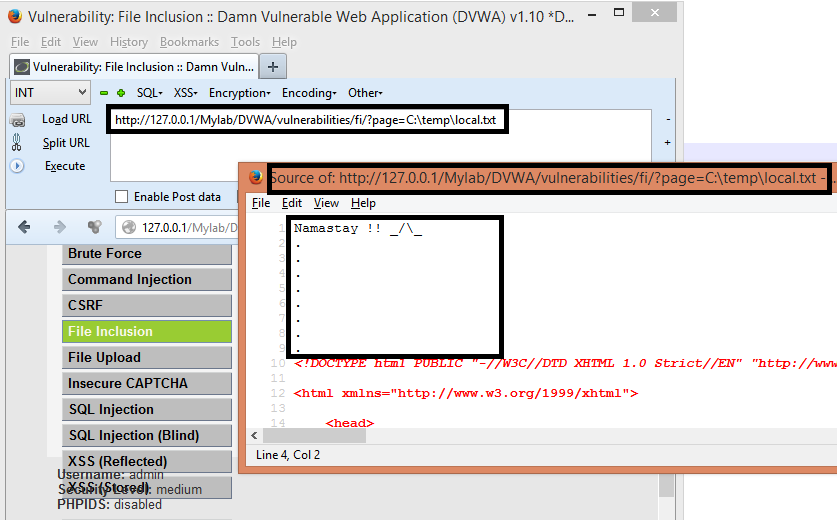 Vulnerability: File Inclusion :: Damn Vulnerable Web Application (DVWA) v1.10 *D...
File Edit View History Bookmarks Tools Help
Vulnerability: File Inclusion :: Damn Vuln...
INT SQL XSS Encryption Encoding Other
Load URL
http://127.0.0.1/Mylab/DVWA/vulnerabilities/fi/?page=C:\temp\local.txt
Split URL
Execute
Enable Post data
127.0.0.1/Mylab/D
Brute Force
Command Injection
CSRF
File Inclusion
File Upload
Insecure CAPTCHA
SQL Injection
SQL Injection (Blind)
XSS (Reflected)
XSS (Stored)
Username: admin
Security Level: medium
PHPIDS: disabled
Source of: http://127.0.0.1/Mylab/DVWA/vulnerabilities/fi/?page=C:\temp\local.txt - ...
File Edit View Help
1 Namastay !! _/\_
2 .
3 .
4 .
5 .
6 .
7 .
8 .
9 .
10 <!DOCTYPE html PUBLIC "-//W3C//DTD XHTML 1.0 Strict//EN" "http://www
11
12 <html xmlns="http://www.w3.org/1999/xhtml">
13
14 <head>
Line 4, Col 2